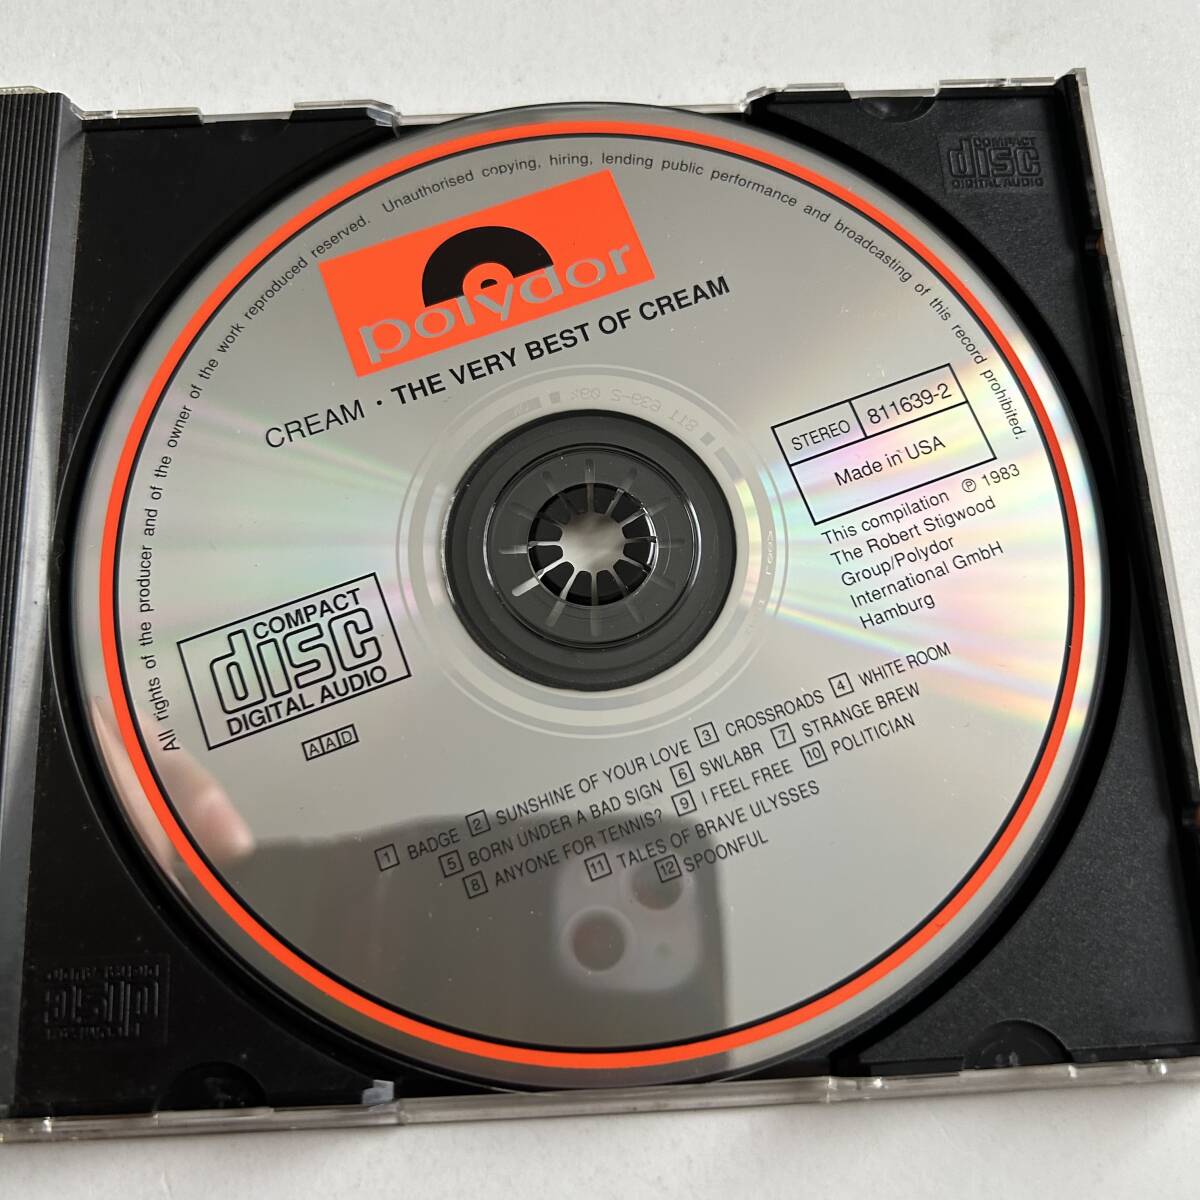 All rights of the producer and of the owner of the work reproduced reserved. Unauthorised copying, hiring, lending public performance and broadcasting of this record prohibited.
polydor
CREAM · THE VERY BEST OF CREAM
STEREO 811639-2
Made in USA
This compilation ℗ 1983
The Robert Stigwood
Group/Polydor
International GmbH
Hamburg
COMPACT
disc
DIGITAL AUDIO
AAD
1 BADGE 2 SUNSHINE OF YOUR LOVE 3 CROSSROADS 4 WHITE ROOM
5 BORN UNDER A BAD SIGN 6 SWLABR 7 STRANGE BREW
8 ANYONE FOR TENNIS? 9 I FEEL FREE 10 POLITICIAN
11 TALES OF BRAVE ULYSSES
12 SPOONFUL
COMPACT
disc
DIGITAL AUDIO